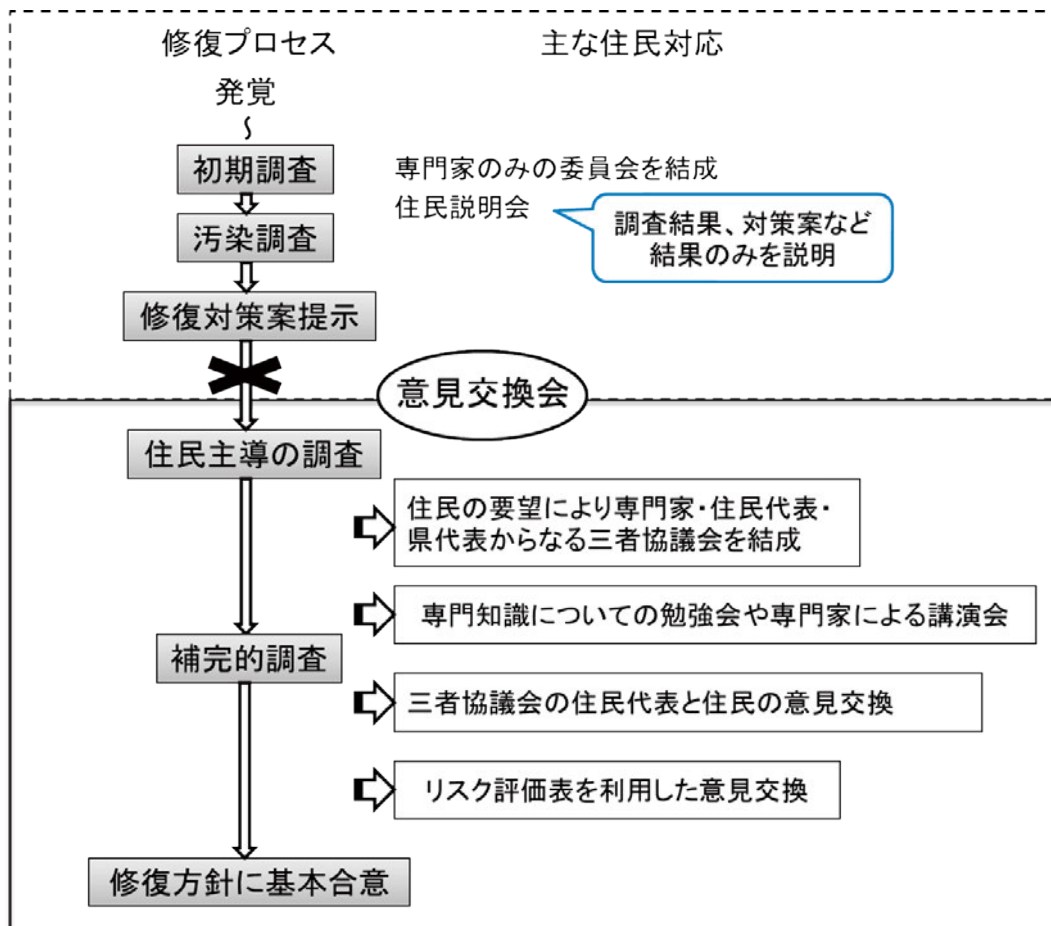 修復プロセス
主な住民対応
発覚
初期調査
専門家のみの委員会を結成
住民説明会
調査結果、対策案など
結果のみを説明
汚染調査
修復対策案提示
意見交換会
住民主導の調査
住民の要望により専門家・住民代表・
県代表からなる三者協議会を結成
専門知識についての勉強会や専門家による講演会
補完的調査
三者協議会の住民代表と住民の意見交換
リスク評価表を利用した意見交換
修復方針に基本合意